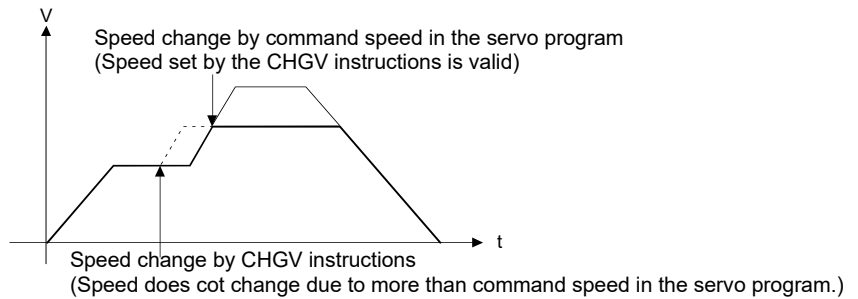 V
Speed change by command speed in the servo program
(Speed set by the CHGV instructions is valid)
t
Speed change by CHGV instructions
(Speed does cot change due to more than command speed in the servo program.)